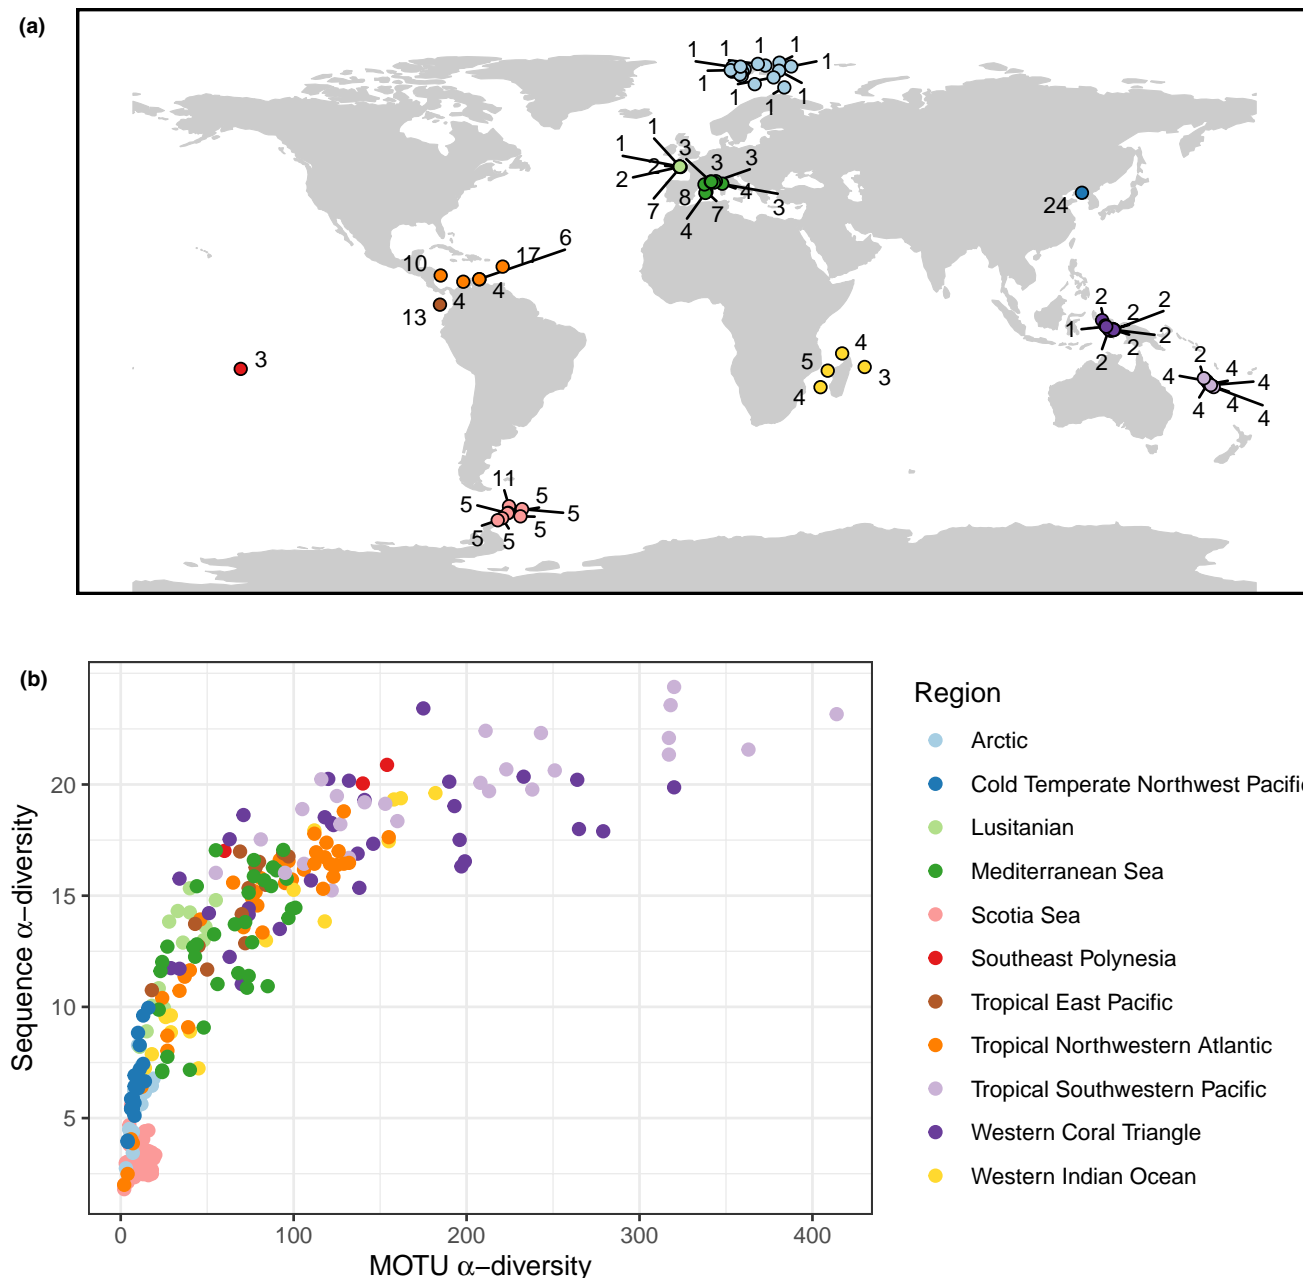 (a)
1 1 1 1
1 1
1 1 1
1
1 3
1 3 3
2
2 4
8 3
7 7
4
24
6
17
10
4 4
13
2 2 2
1 2
2 2
3
4
5 3
4
2 4
4 4
4 4 4
11
5 5 5
5
5 5
(b)
Sequence α−diversity
20
15
10
5
0 100 200 300 400
MOTU α−diversity
Region
Arctic
Cold Temperate Northwest Pacific
Lusitanian
Mediterranean Sea
Scotia Sea
Southeast Polynesia
Tropical East Pacific
Tropical Northwestern Atlantic
Tropical Southwestern Pacific
Western Coral Triangle
Western Indian Ocean